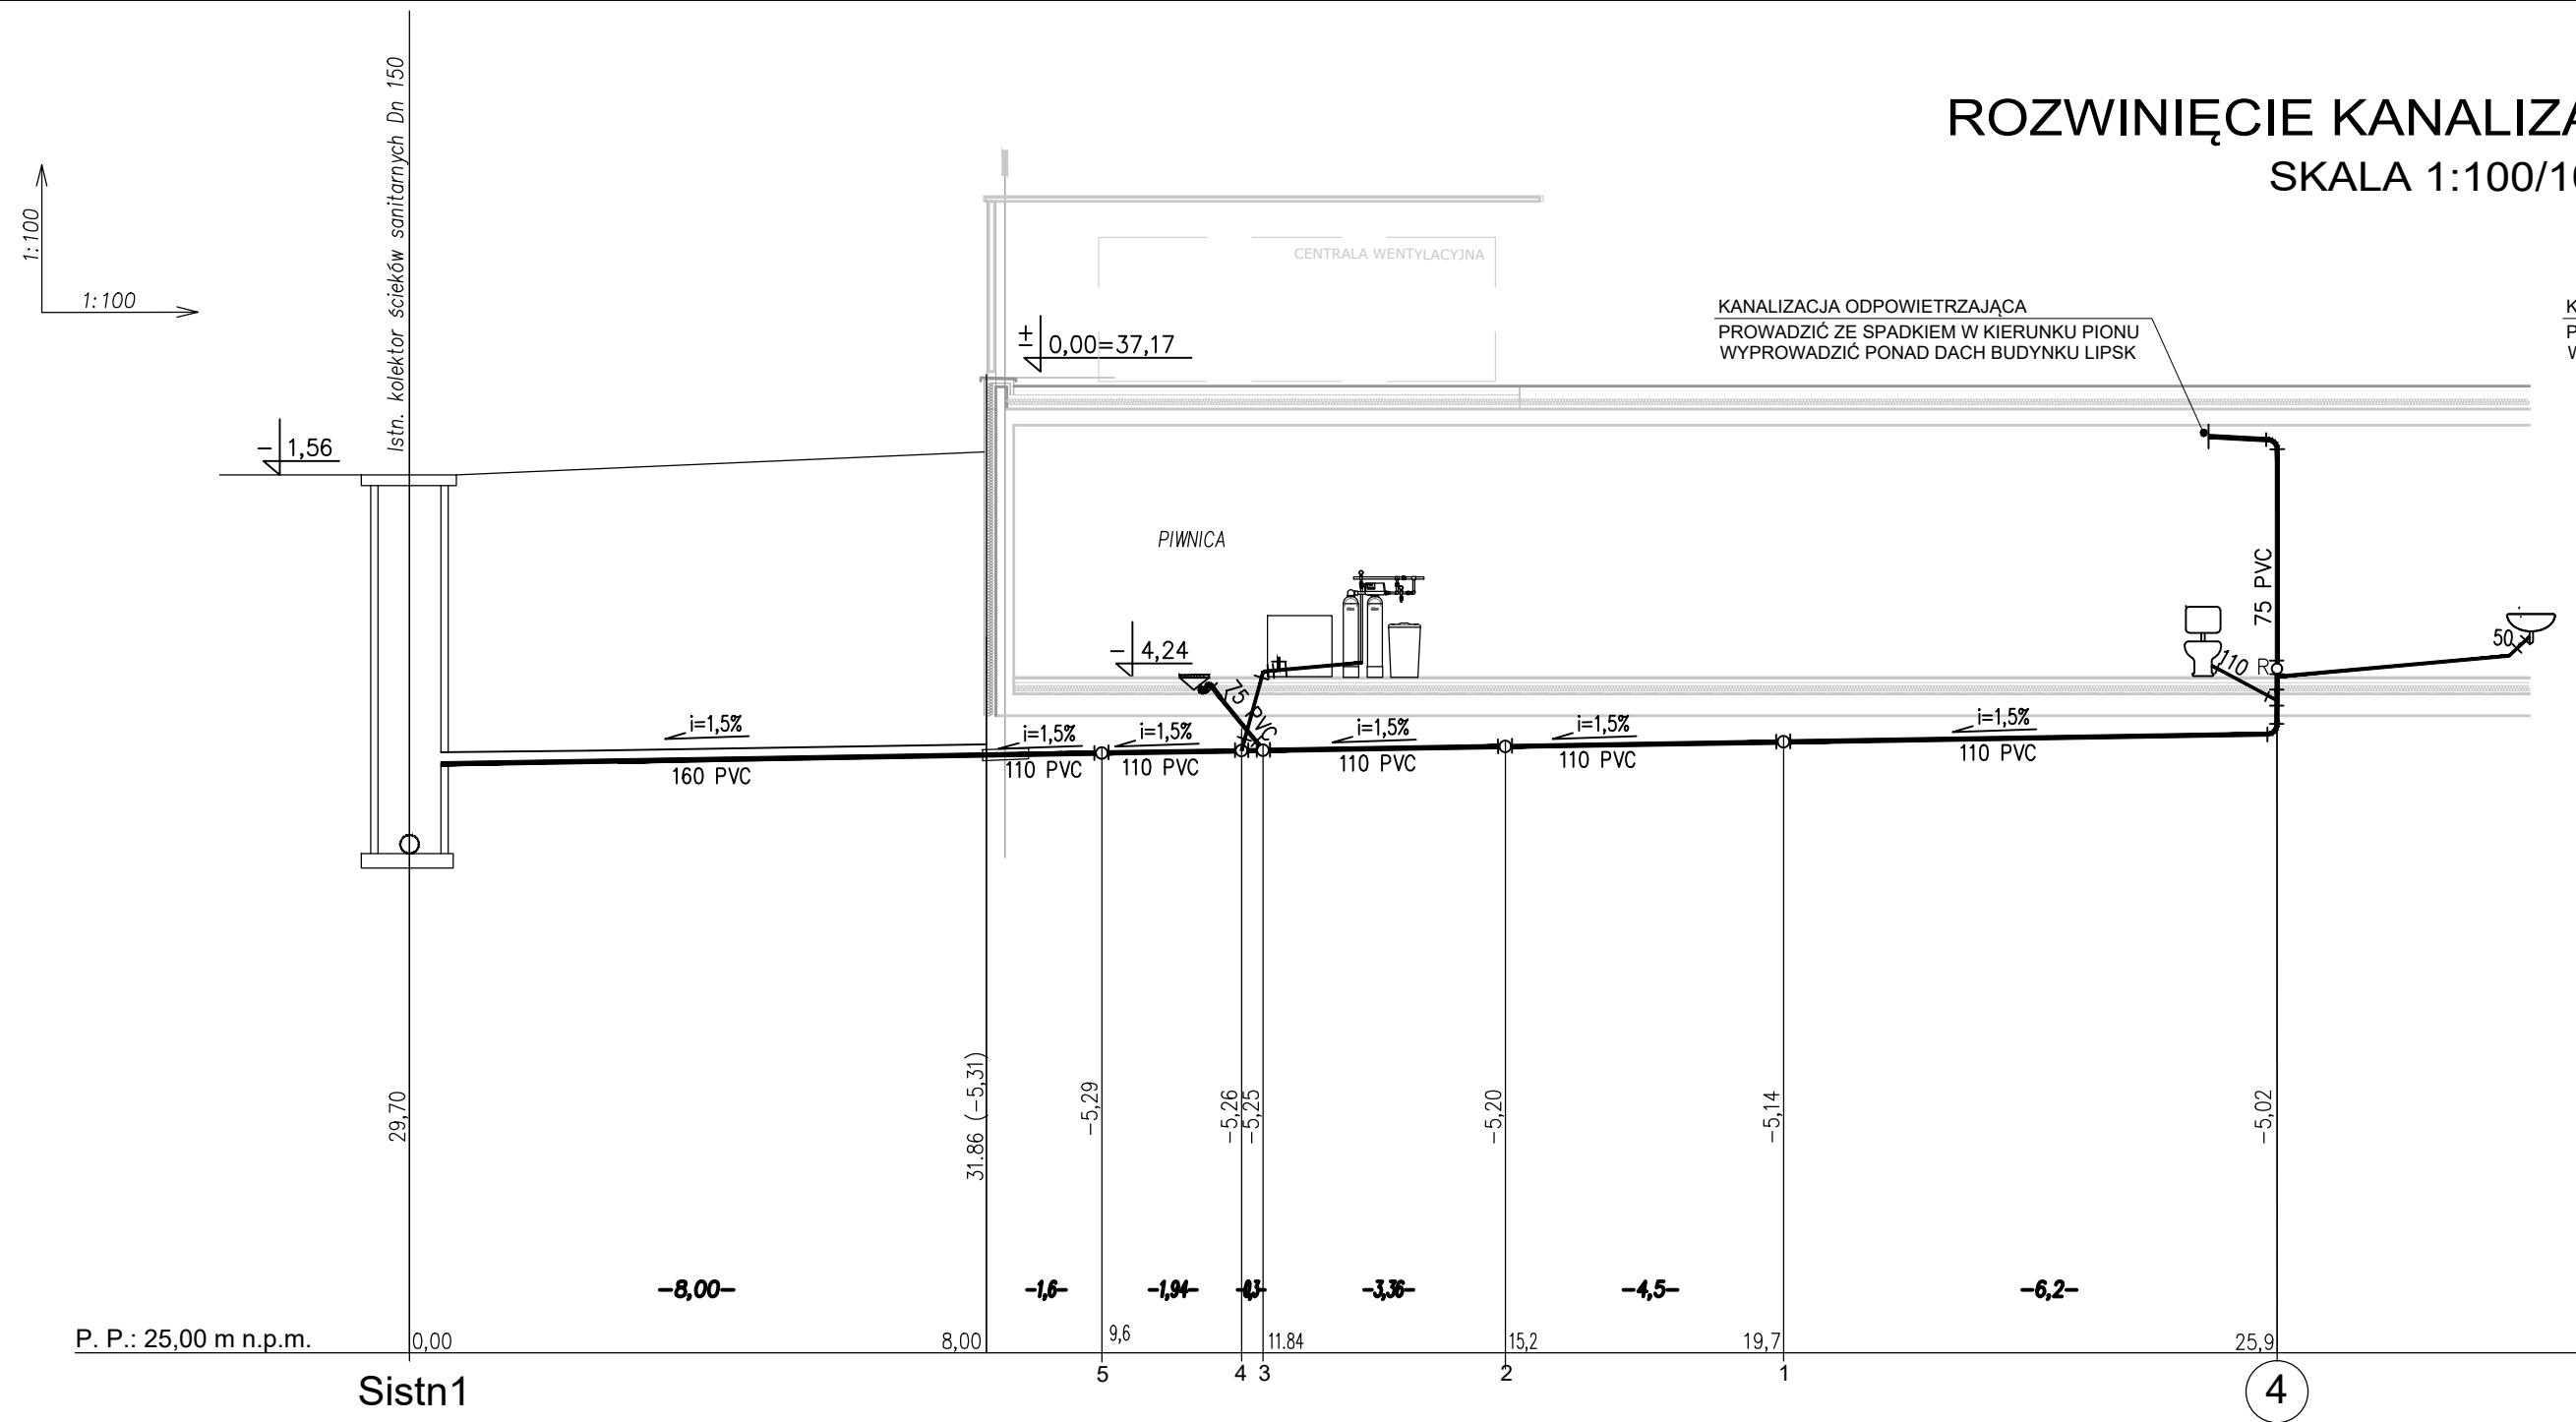 ROZWINIĘCIE KANALIZA
SKALA 1:100/10
1:100
1:100
Istn. kolektor ścieków sanitarnych Dn 150
CENTRALA WENTYLACYJNA
± 0,00=37,17
- 1,56
KANALIZACJA ODPOWIETRZAJĄCA
PROWADZIĆ ZE SPADKIEM W KIERUNKU PIONU
WYPROWADZIĆ PONAD DACH BUDYNKU LIPSK
K
P
W
PIWNICA
- 4,24
75 PVC
75 PVC
110 R
50
i=1,5%
i=1,5%
i=1,5%
i=1,5%
i=1,5%
i=1,5%
160 PVC
110 PVC
110 PVC
110 PVC
110 PVC
110 PVC
29,70
31.86 (-5,31)
-5,29
-5,26
-5,25
-5,20
-5,14
-5,02
-8,00-
-1,6-
-1,94-
-0,3-
-3,36-
-4,5-
-6,2-
P. P.: 25,00 m n.p.m.
0,00
8,00
9,6
11.84
15,2
19,7
25,9
Sistn1
5
4
3
2
1
4